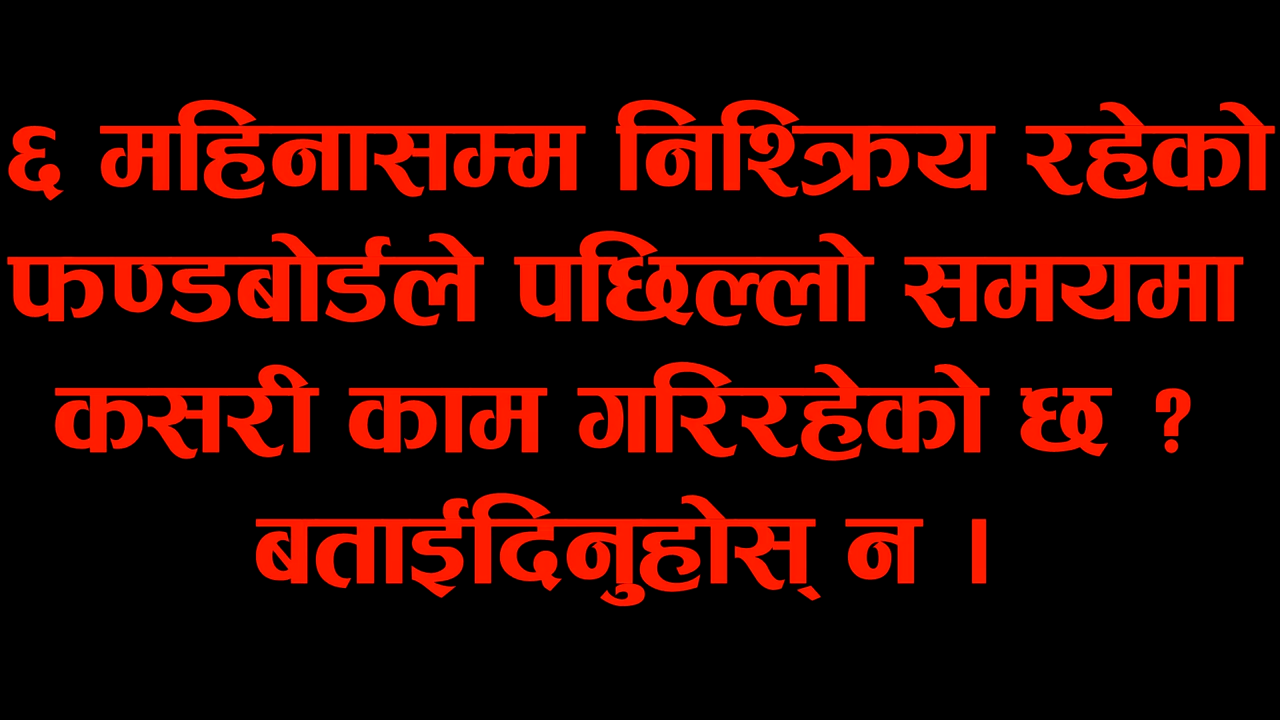 ६ महिनासम्म निश्क्रिय रहेको
फण्डबोर्डले पछिल्लो समयमा
कसरी काम गरिरहेको छ ?
बताईदिनुहोस् न ।